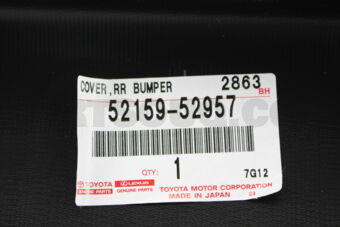 COVER, RR BUMPER 2863
BH
52159-52957
QTY: 1 7G12
TOYOTA LEXUS TOYOTA MOTOR CORPORATION
GENUINE PARTS GENUINE PARTS MADE IN JAPAN 23